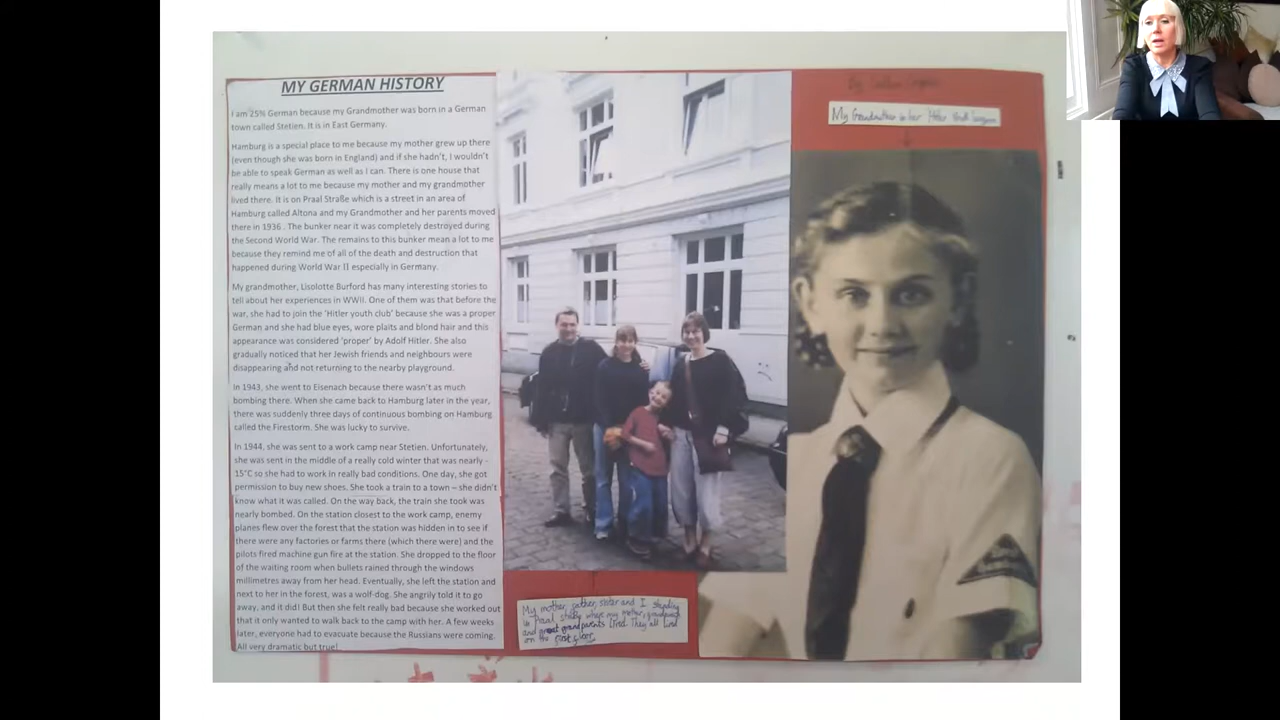 MY GERMAN HISTORY
I am 25% German because my Grandmother was born in a German
town called Stetien. It is in East Germany.
Hamburg is a special place to me because my mother grew up there
(even though she was born in England) and if she hadn't, I wouldn't
be able to speak German as well as I can. There is one house that
really means a lot to me because my mother and my grandmother
lived there. It is on Praal Straße which is a street in an area of
Hamburg called Altona and my Grandmother and her parents moved
there in 1936 . The bunker near it was completely destroyed during
the Second World War. The remains to this bunker mean a lot to me
because they remind me of all of the death and destruction that
happened during World War II especially in Germany.
My grandmother, Lisolotte Burford has many interesting stories to
tell about her experiences in WWII. One of them was that before the
war, she had to join the 'Hitler youth club' because she was a proper
German and she had blue eyes, wore plaits and blond hair and this
appearance was considered 'proper' by Adolf Hitler. She also
gradually noticed that her Jewish friends and neighbours were
disappearing and not returning to the nearby playground.
In 1943, she went to Eisenach because there wasn't as much
bombing there. When she came back to Hamburg later in the year,
there was suddenly three days of continuous bombing on Hamburg
called the Firestorm. She was lucky to survive.
In 1944, she was sent to a work camp near Stetien. Unfortunately,
she was sent in the middle of a really cold winter that was nearly -
15°C so she had to work in really bad conditions. One day, she got
permission to buy new shoes. She took a train to a town – she didn't
know what it was called. On the way back, the train she took was
nearly bombed. On the station closest to the work camp, enemy
planes flew over the forest that the station was hidden in to see if
there were any factories or farms there (which there were) and the
pilots fired machine gun fire at the station. She dropped to the floor
of the waiting room when bullets rained through the windows
millimetres away from her head. Eventually, she left the station and
next to her in the forest, was a wolf-dog. She angrily told it to go
away, and it did! But then she felt really bad because she worked out
that it only wanted to walk back to the camp with her. A few weeks
later, everyone had to evacuate because the Russians were coming.
All very dramatic but true!
My mother, father, sister and I standing
in Praal straße where my mother, grandparents
and great grandparents lived. They all lived
on the first floor.
By
My Grandmother in her Hitler Youth